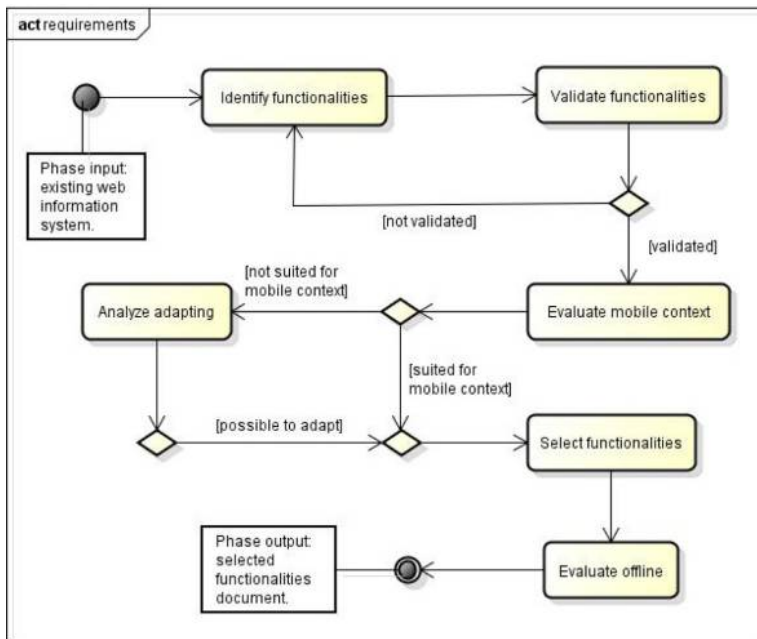 act requirements
Identify functionalities
Validate functionalities
Phase input:
existing web
information
system.
[not validated]
[validated]
[not suited for
mobile context]
Analyze adapting
Evaluate mobile context
[suited for
mobile context]
[possible to adapt]
Select functionalities
Phase output:
selected
functionalities
document.
Evaluate offline